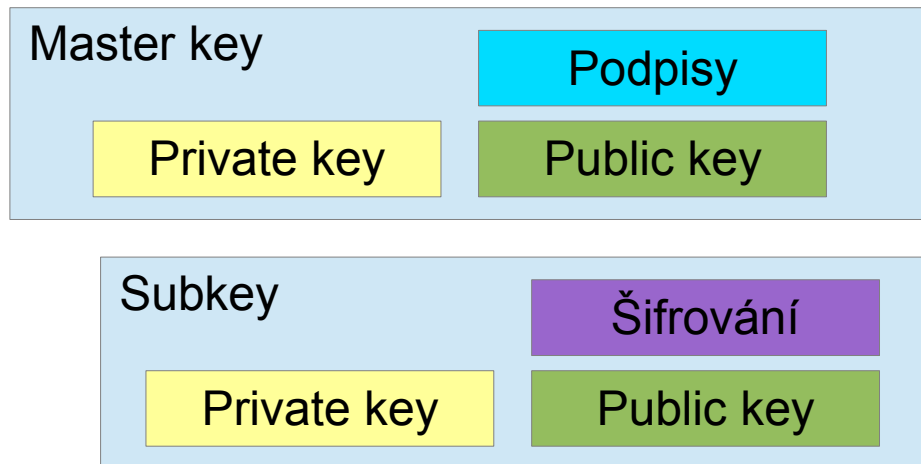 Master key
Podpisy
Private key
Public key
Subkey
Šifrování
Private key
Public key